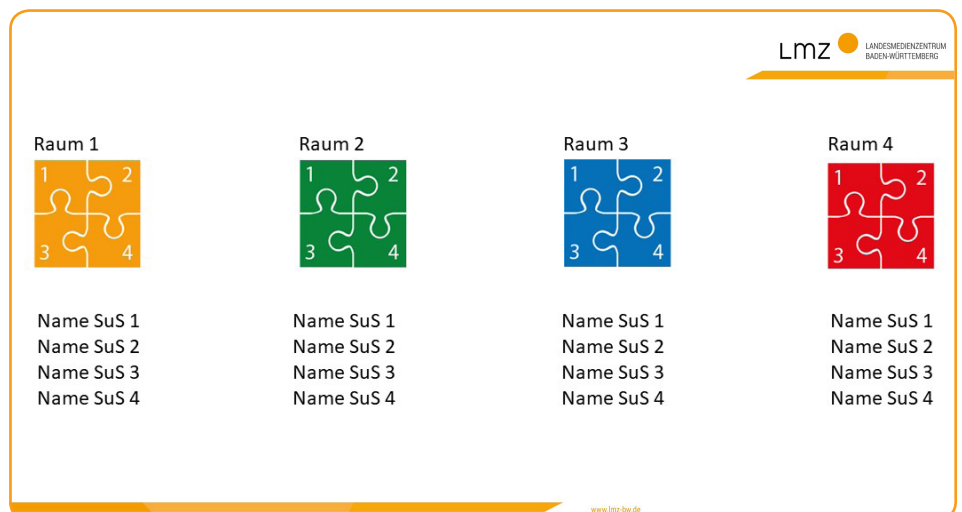 Lmz LANDESMEDIENZENTRUM
BADEN-WÜRTTEMBERG
Raum 1
1 2
3 4
Name SuS 1
Name SuS 2
Name SuS 3
Name SuS 4
Raum 2
1 2
3 4
Name SuS 1
Name SuS 2
Name SuS 3
Name SuS 4
Raum 3
1 2
3 4
Name SuS 1
Name SuS 2
Name SuS 3
Name SuS 4
Raum 4
1 2
3 4
Name SuS 1
Name SuS 2
Name SuS 3
Name SuS 4
www.lmz-bw.de